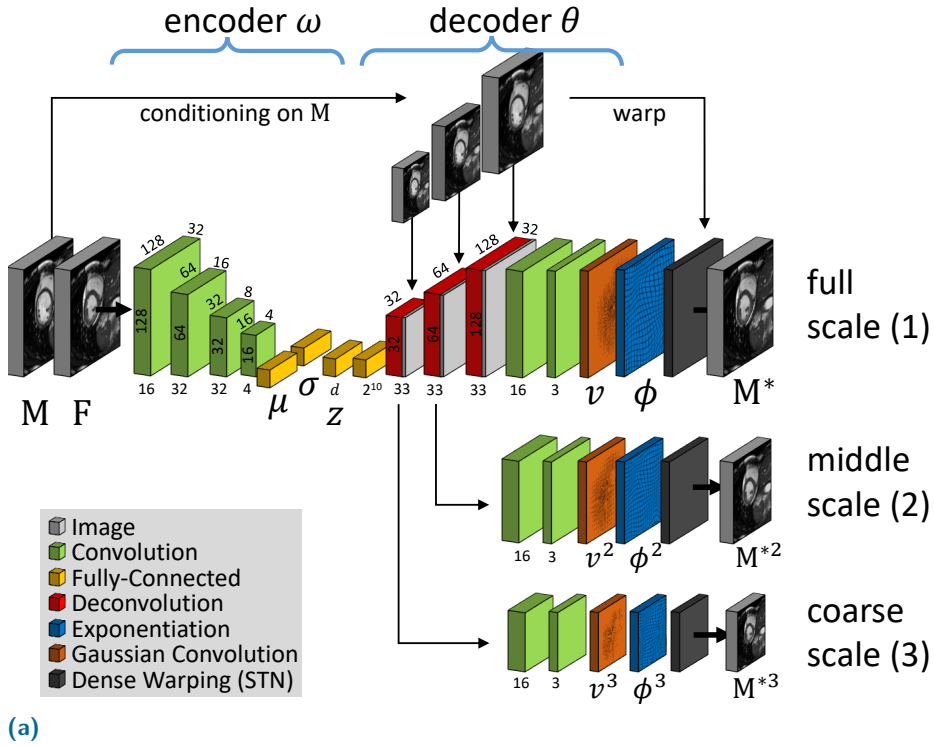 encoder ω
decoder θ
conditioning on M
warp
128
32
128
16
64
16
64
32
8
32
32
32
16
4
16
4
M
F
μ
σ
d
z
2¹⁰
32
32
33
64
64
33
128
32
128
33
16
3
v
ϕ
M*
full
scale (1)
16
3
v²
ϕ²
M*²
middle
scale (2)
16
3
v³
ϕ³
M*³
coarse
scale (3)
Image
Convolution
Fully-Connected
Deconvolution
Exponentiation
Gaussian Convolution
Dense Warping (STN)
(a)